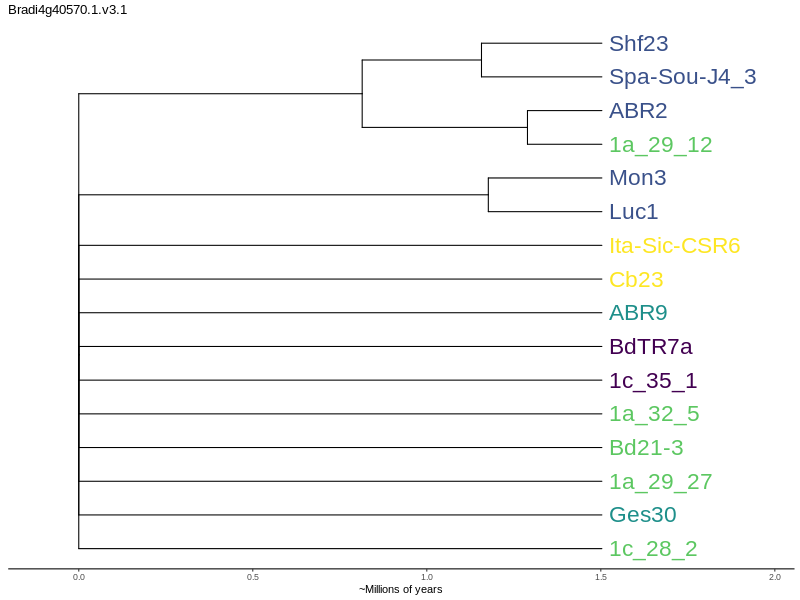 Bradi4g40570.1.v3.1
Shf23
Spa-Sou-J4_3
ABR2
1a_29_12
Mon3
Luc1
Ita-Sic-CSR6
Cb23
ABR9
BdTR7a
1c_35_1
1a_32_5
Bd21-3
1a_29_27
Ges30
1c_28_2
0.0 0.5 1.0 1.5 2.0
~Millions of years